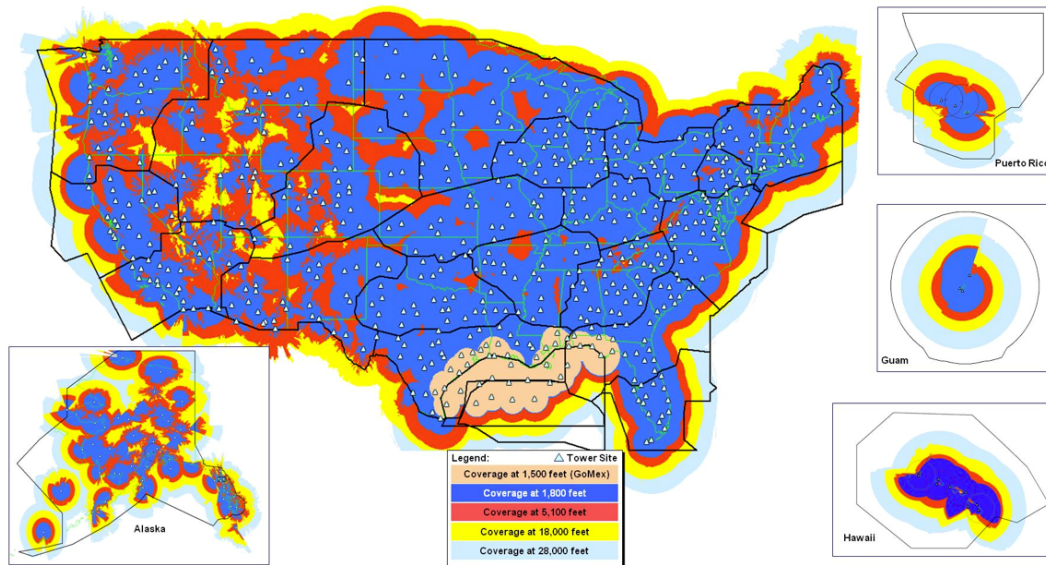 Puerto Rico
Guam
Alaska
Hawaii
Legend: Tower Site
Coverage at 1,500 feet (GoMex)
Coverage at 1,800 feet
Coverage at 5,100 feet
Coverage at 18,000 feet
Coverage at 28,000 feet